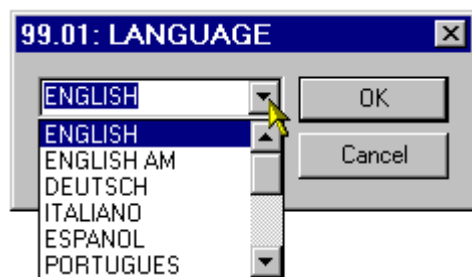 99.01: LANGUAGE
ENGLISH
OK
ENGLISH
ENGLISH AM
Cancel
DEUTSCH
ITALIANO
ESPANOL
PORTUGUES